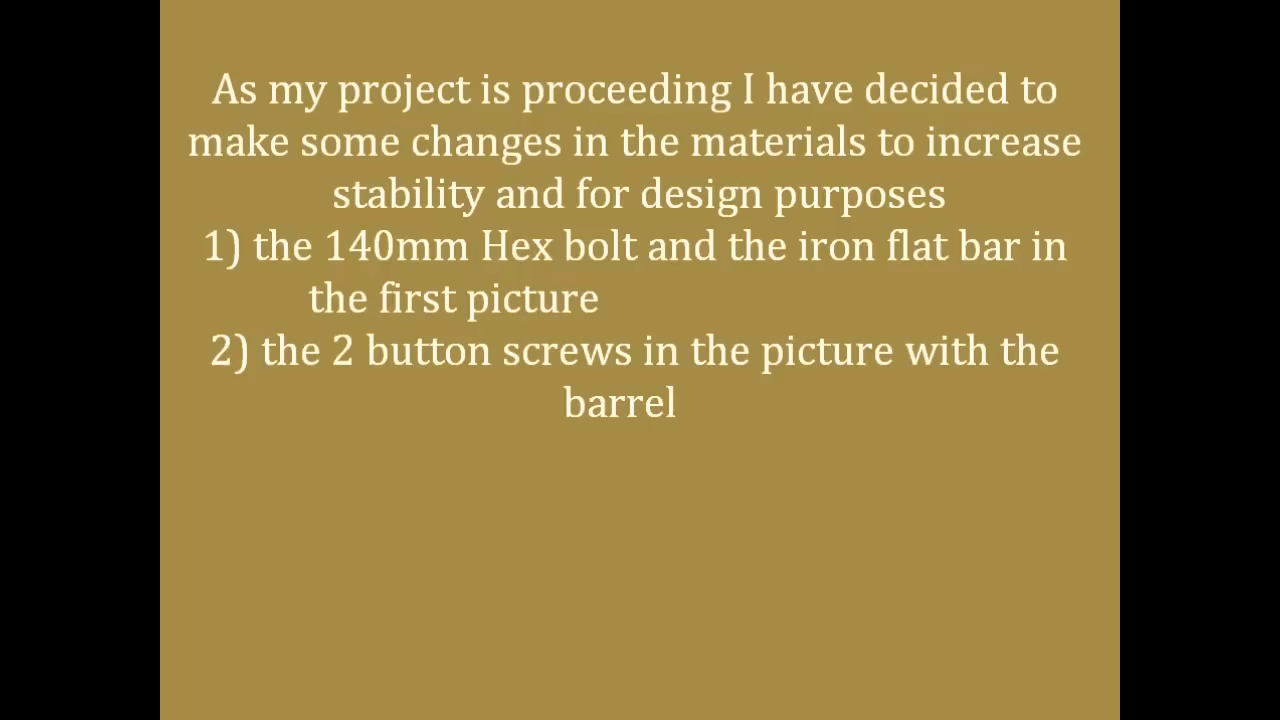 As my project is proceeding I have decided to
make some changes in the materials to increase
stability and for design purposes
1) the 140mm Hex bolt and the iron flat bar in
the first picture
2) the 2 button screws in the picture with the
barrel